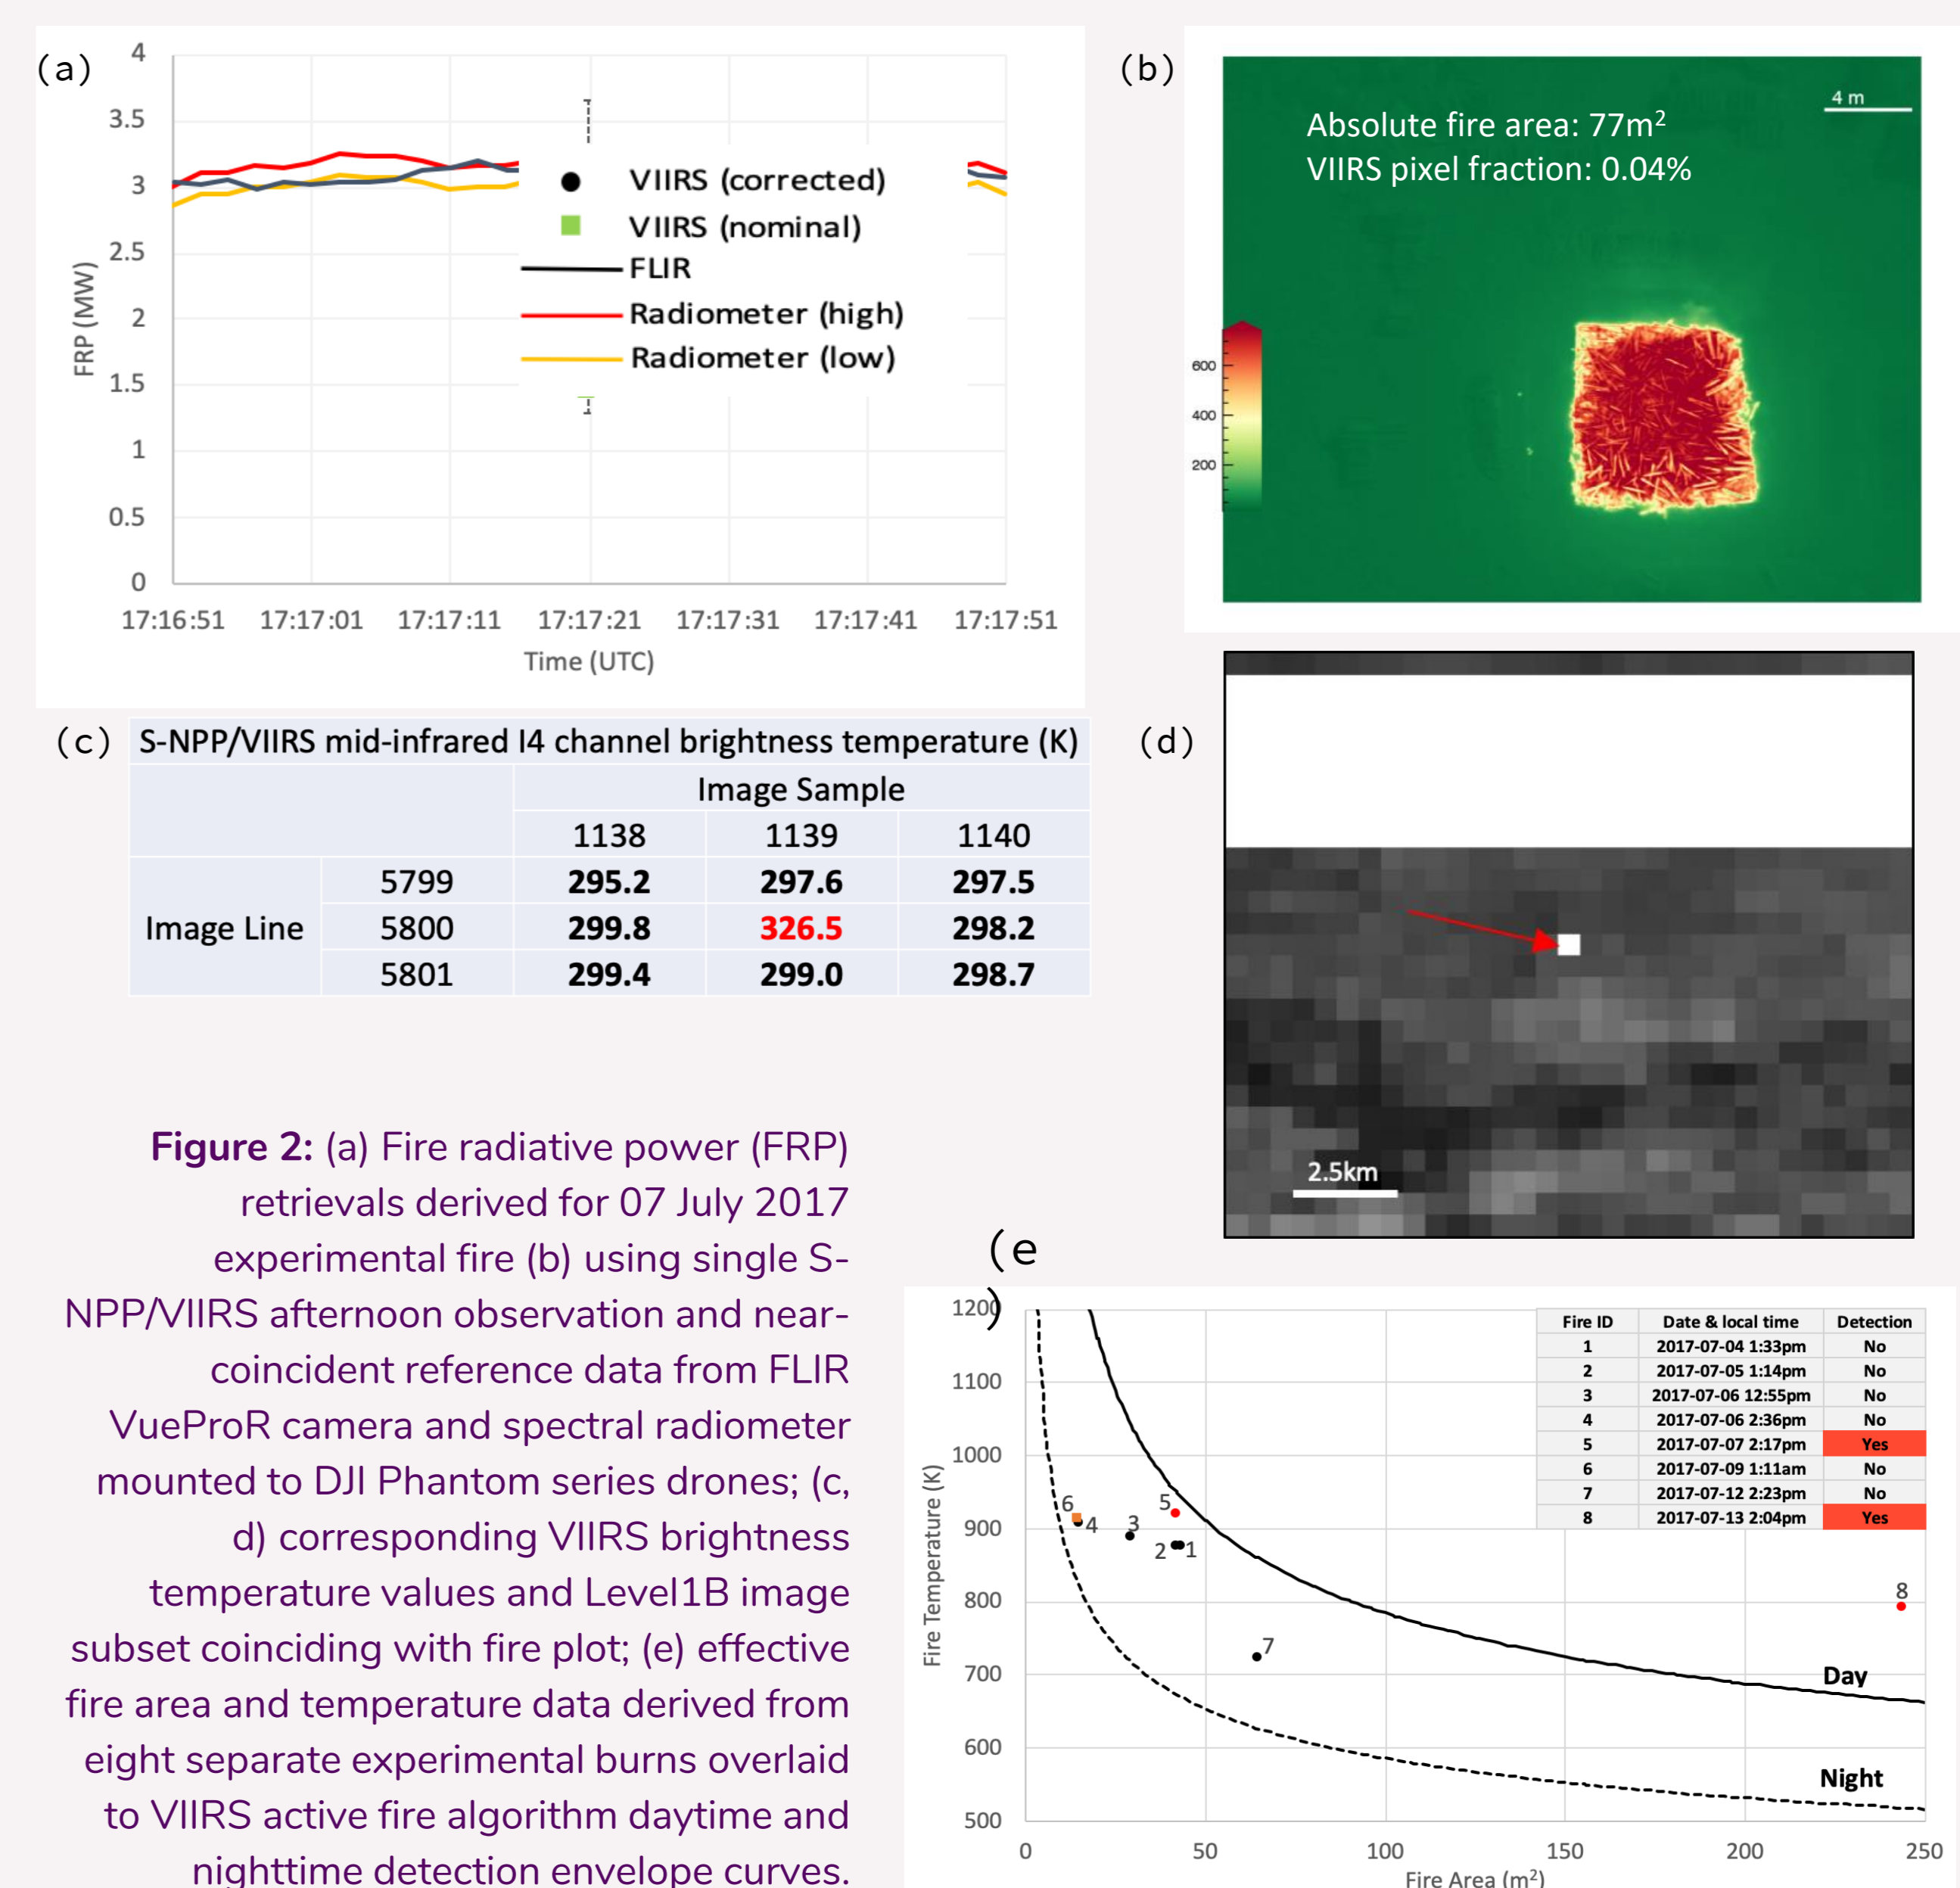 (a)
4
3.5
3
2.5
2
1.5
1
0.5
0
FRP (MW)
VIIRS (corrected)
VIIRS (nominal)
FLIR
Radiometer (high)
Radiometer (low)
17:16:51 17:17:01 17:17:11 17:17:21 17:17:31 17:17:41 17:17:51
Time (UTC)
(b)
4 m
Absolute fire area: 77m²
VIIRS pixel fraction: 0.04%
600
400
200
(c)
S-NPP/VIIRS mid-infrared I4 channel brightness temperature (K)
Image Sample
1138 1139 1140
5799 295.2 297.6 297.5
Image Line 5800 299.8 326.5 298.2
5801 299.4 299.0 298.7
(d)
2.5km
Figure 2: (a) Fire radiative power (FRP)
retrievals derived for 07 July 2017
experimental fire (b) using single S-
NPP/VIIRS afternoon observation and near-
coincident reference data from FLIR
VueProR camera and spectral radiometer
mounted to DJI Phantom series drones; (c,
d) corresponding VIIRS brightness
temperature values and Level1B image
subset coinciding with fire plot; (e) effective
fire area and temperature data derived from
eight separate experimental burns overlaid
to VIIRS active fire algorithm daytime and
nighttime detection envelope curves.
(e
)
1200
1100
1000
900
800
700
600
500
Fire Temperature (K)
Fire ID Date & local time Detection
1 2017-07-04 1:33pm No
2 2017-07-05 1:14pm No
3 2017-07-06 12:55pm No
4 2017-07-06 2:36pm No
5 2017-07-07 2:17pm Yes
6 2017-07-09 1:11am No
7 2017-07-12 2:23pm No
8 2017-07-13 2:04pm Yes
6
4
3
5
2
1
7
8
Day
Night
0 50 100 150 200 250
Fire Area (m²)